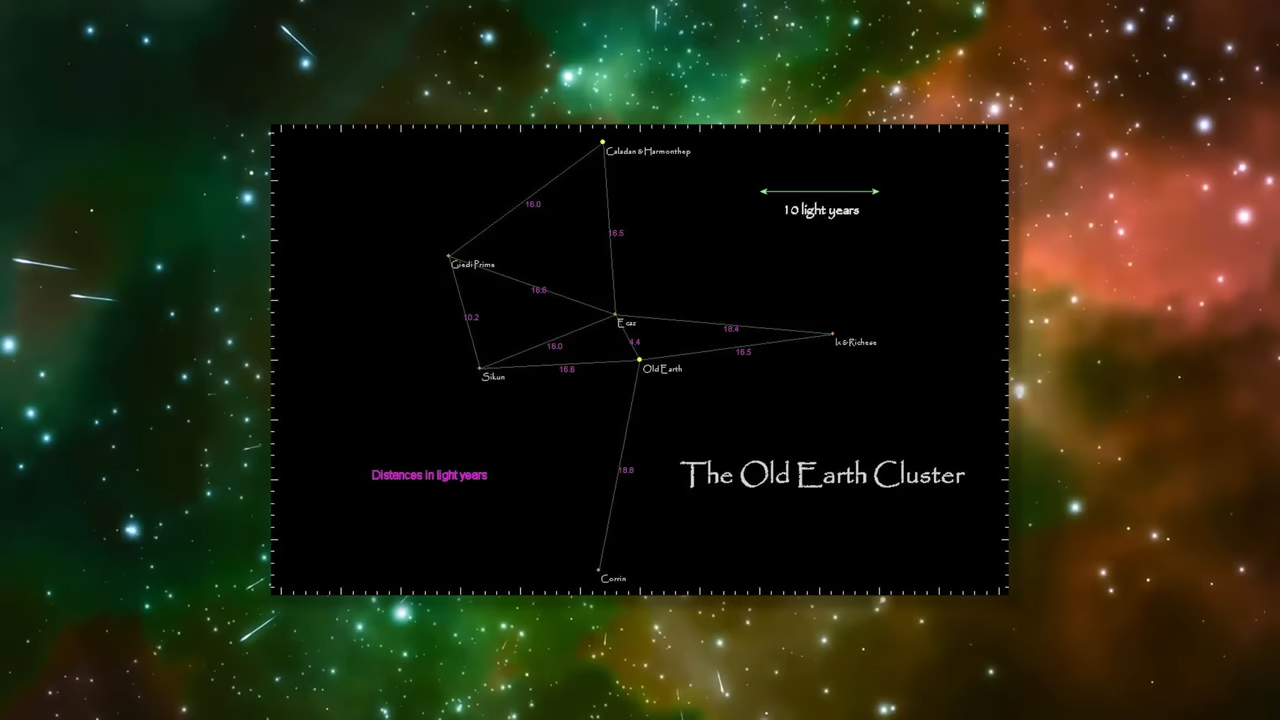 Caladan & Harmonthep
10 light years
16.0
16.5
Giedi Prime
16.6
10.2
Ecaz
18.4
4.4
16.0
16.5
Ix & Richese
16.6
Old Earth
Sikun
18.8
Distances in light years
The Old Earth Cluster
Corrin